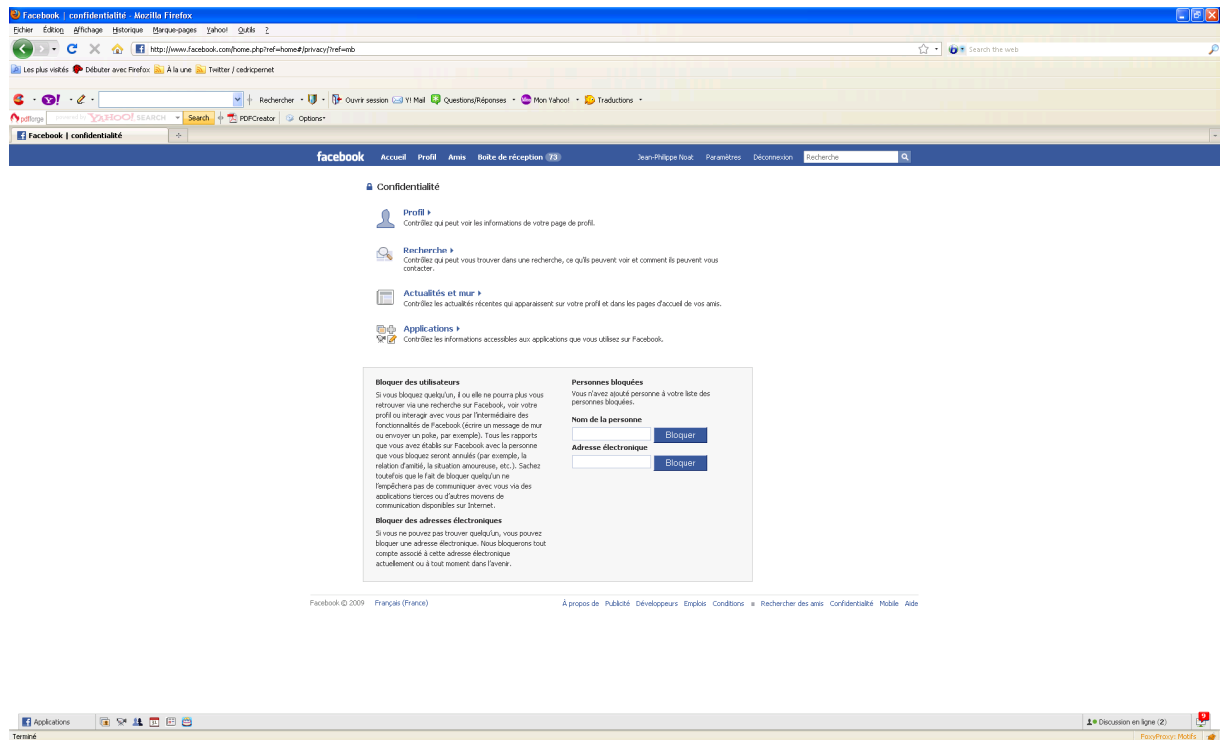 Facebook | confidentialité - Mozilla Firefox
Fichier Édition Affichage Historique Marque-pages Yahoo! Outils ?
http://www.facebook.com/home.php?ref=home#/privacy/?ref=mb
Search the web
Les plus visités Débuter avec Firefox À la une Twitter / cedricpernet
Rechercher Ouvrir session Y! Mail Questions/Réponses Mon Yahoo! Traductions
pdfforge powered by YAHOO! SEARCH Search PDFCreator Options
Facebook | confidentialité
facebook Accueil Profil Amis Boîte de réception 73 Jean-Philippe Noat Paramètres Déconnexion Recherche
Confidentialité
Profil
Contrôlez qui peut voir les informations de votre page de profil.
Recherche
Contrôlez qui peut vous trouver dans une recherche, ce qu'ils peuvent voir et comment ils peuvent vous
contacter.
Actualités et mur
Contrôlez les actualités récentes qui apparaissent sur votre profil et dans les pages d'accueil de vos amis.
Applications
Contrôlez les informations accessibles aux applications que vous utilisez sur Facebook.
Bloquer des utilisateurs
Si vous bloquez quelqu'un, il ou elle ne pourra plus vous
retrouver via une recherche sur Facebook, voir votre
profil ou interagir avec vous par l'intermédiaire des
fonctionnalités de Facebook (écrire un message de mur
ou envoyer un poke, par exemple). Tous les rapports
que vous avez établis sur Facebook avec la personne
que vous bloquez seront annulés (par exemple, la
relation d'amitié, la situation amoureuse, etc.). Sachez
toutefois que le fait de bloquer quelqu'un ne
l'empêchera pas de communiquer avec vous via des
applications tierces ou d'autres moyens de
communication disponibles sur Internet.
Bloquer des adresses électroniques
Si vous ne pouvez pas trouver quelqu'un, vous pouvez
bloquer une adresse électronique. Nous bloquerons tout
compte associé à cette adresse électronique
actuellement ou à tout moment dans l'avenir.
Personnes bloquées
Vous n'avez ajouté personne à votre liste des
personnes bloquées.
Nom de la personne
Bloquer
Adresse électronique
Bloquer
Facebook © 2009 Français (France) À propos de Publicité Développeurs Emplois Conditions Rechercher des amis Confidentialité Mobile Aide
Applications 31 Discussion en ligne (2) 9
Terminé FoxyProxy: Motifs